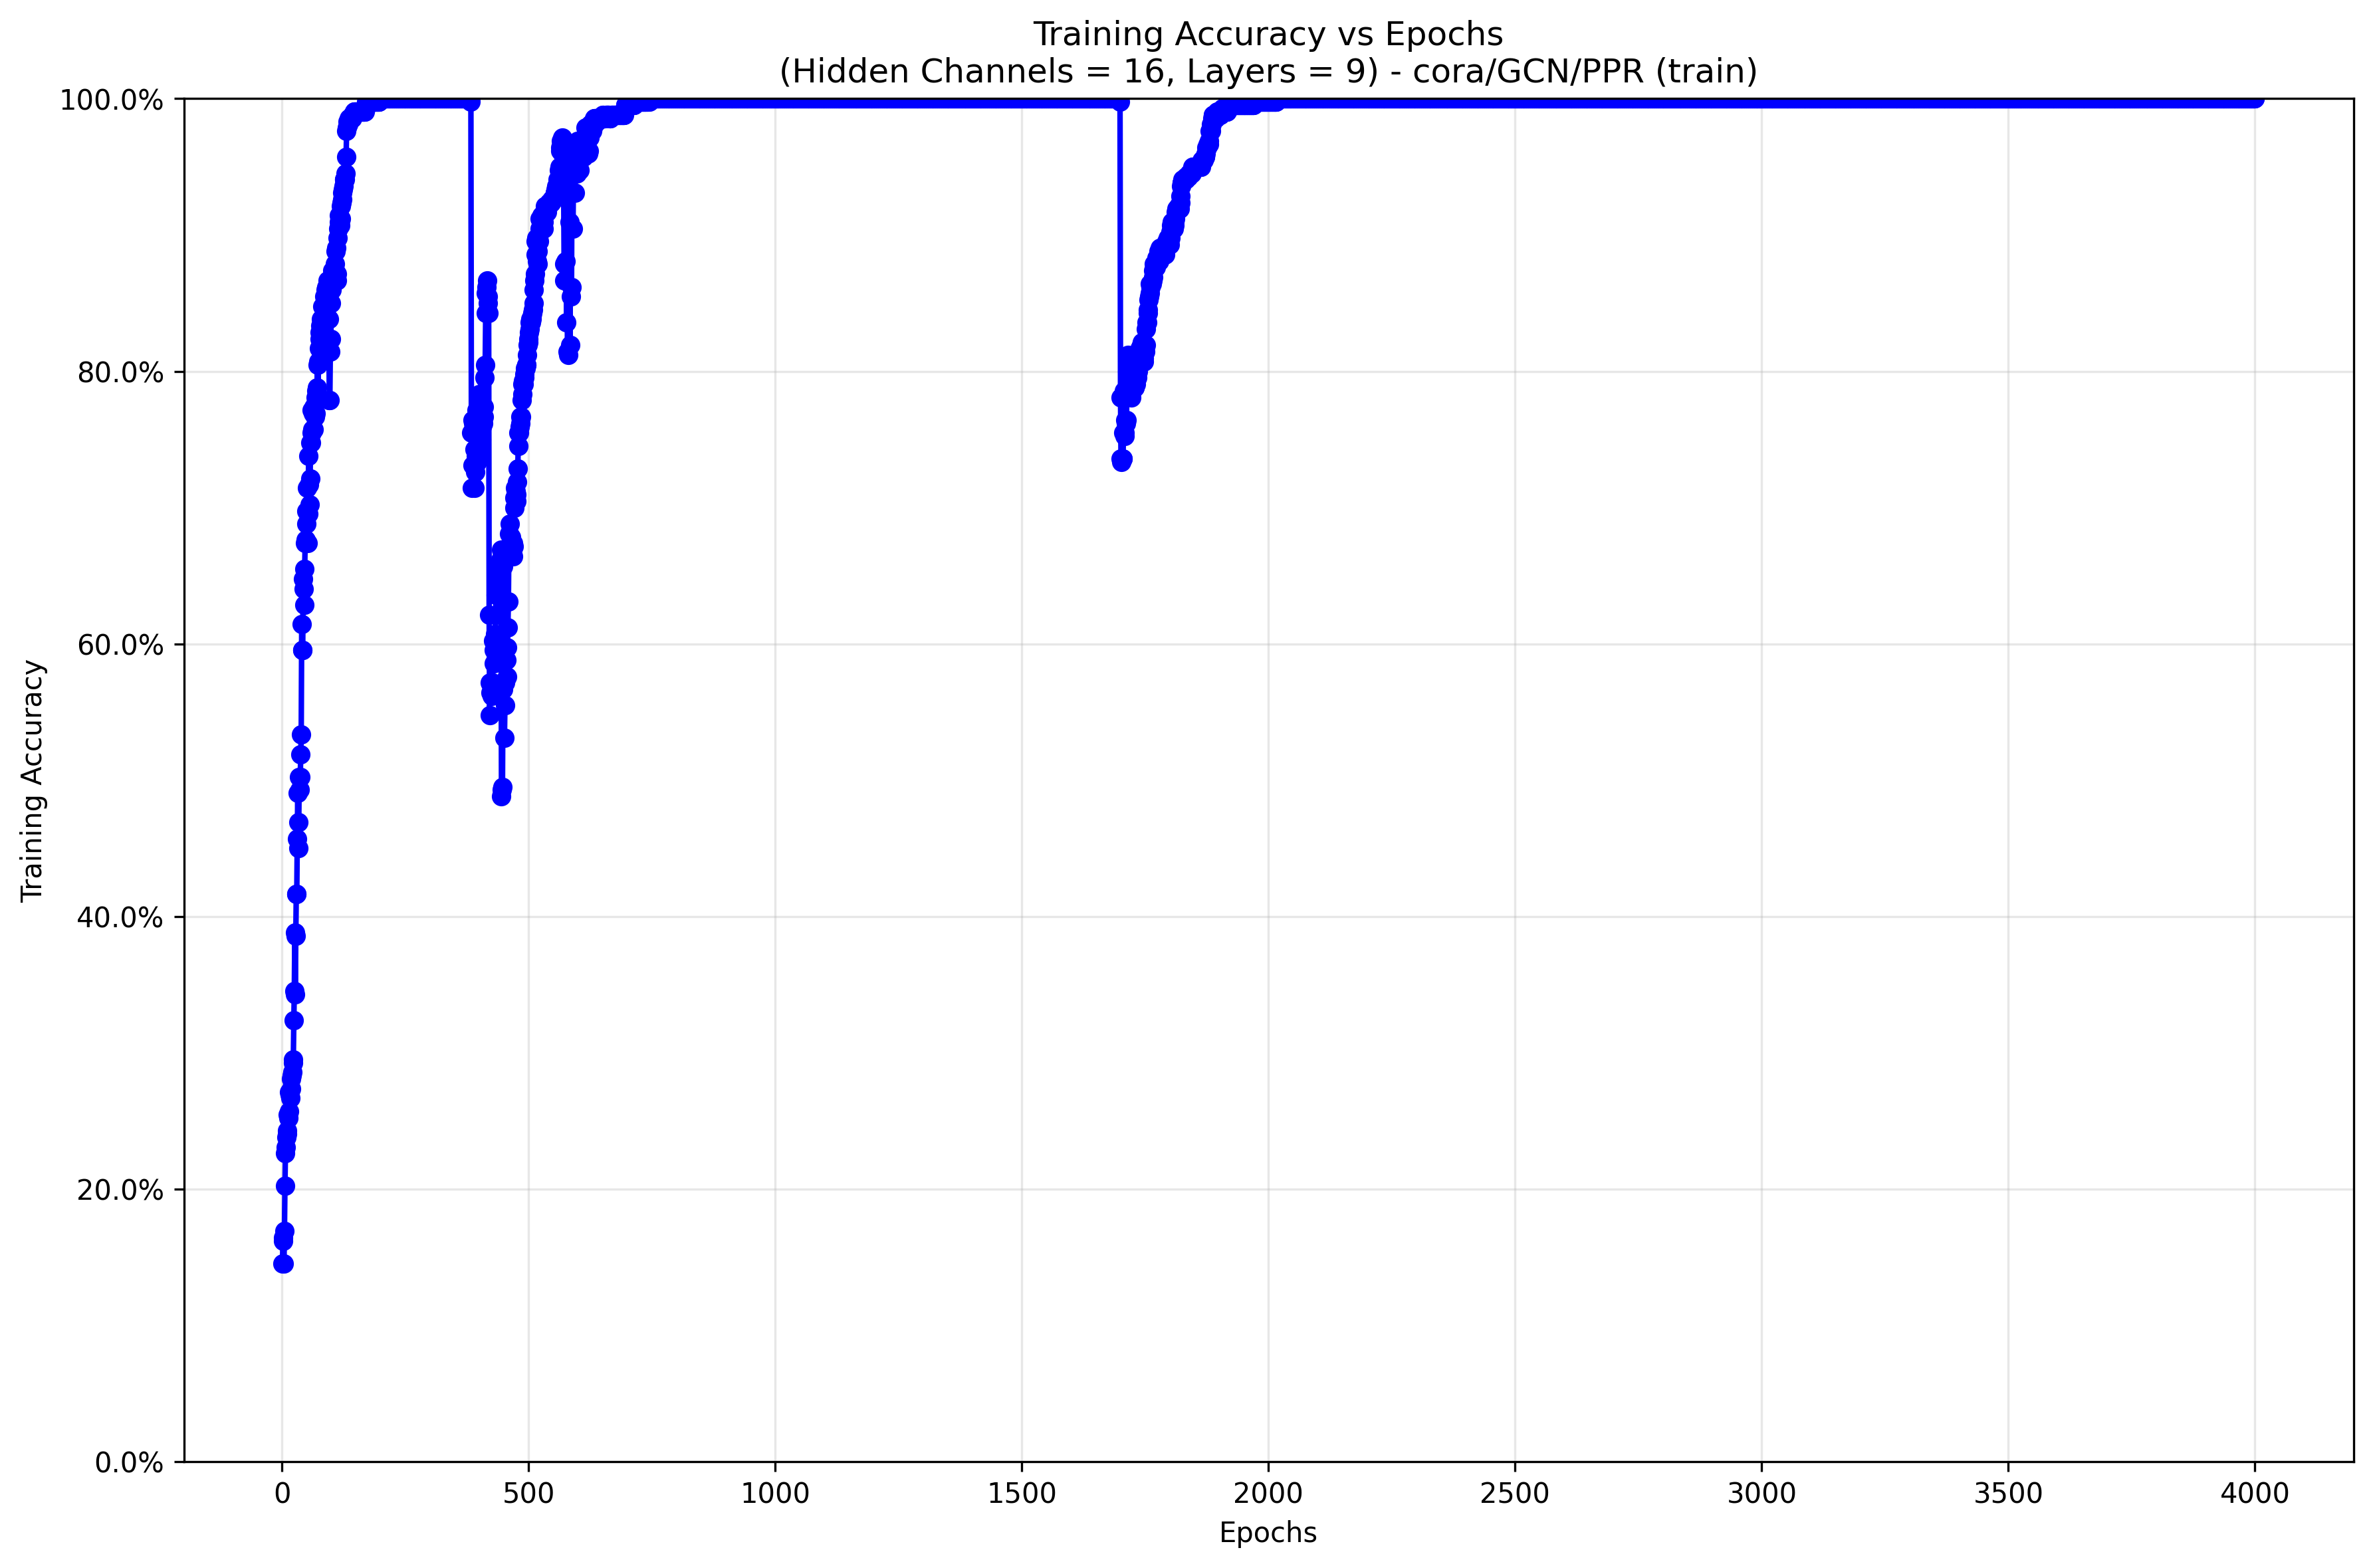 Training Accuracy vs Epochs
(Hidden Channels = 16, Layers = 9) - cora/GCN/PPR (train)
Training Accuracy
100.0%
80.0%
60.0%
40.0%
20.0%
0.0%
0 500 1000 1500 2000 2500 3000 3500 4000
Epochs